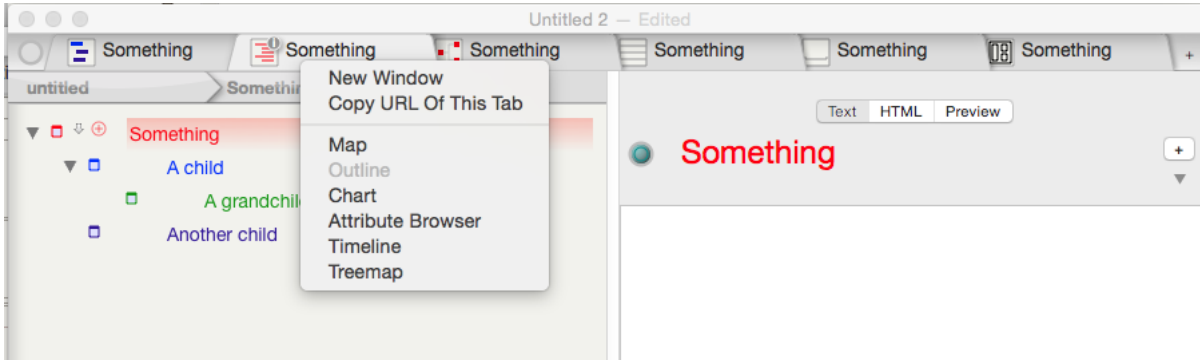 Untitled 2 — Edited
Something Something Something Something Something Something +
untitled Somethin
New Window
Copy URL Of This Tab
Map
Outline
Chart
Attribute Browser
Timeline
Treemap
Something
A child
A grandchil
Another child
Text HTML Preview
Something
+